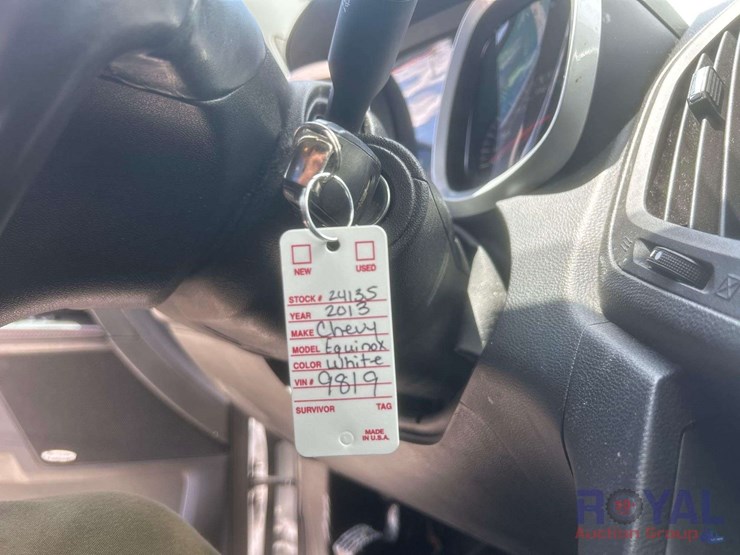 NEW USED
STOCK # 24135
YEAR 2013
MAKE Chevy
MODEL Equinox
COLOR White
VIN # 9819
SURVIVOR TAG
MADE
IN U.S.A.
ROYAL
Auction Group